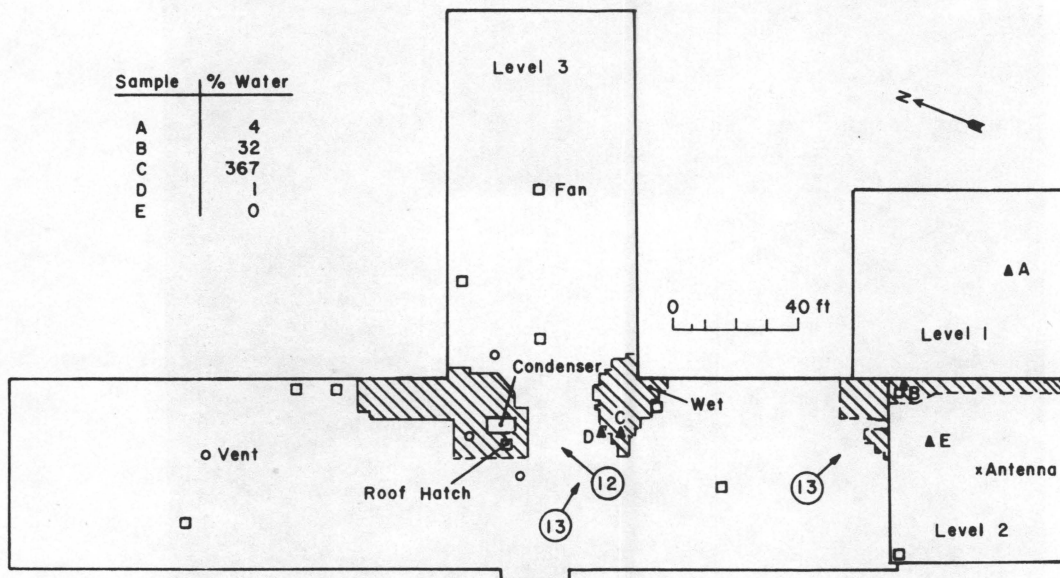 Level 3
Sample % Water
A 4
B 32
C 367
D 1
E 0
N
Fan
A
0 40 ft
Level 1
Condenser
Wet
B
C
D
E
Vent
Antenna
Roof Hatch
12
13
13
Level 2